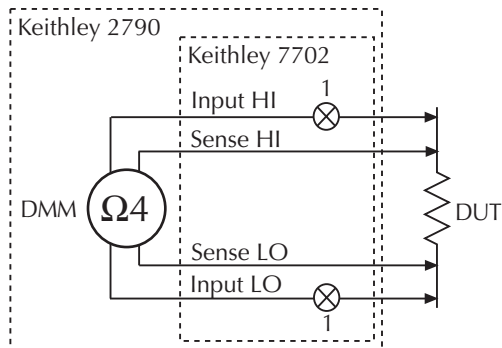 Keithley 2790
Keithley 7702
1
Input HI
Sense HI
DMM
Ω4
DUT
Sense LO
Input LO
1